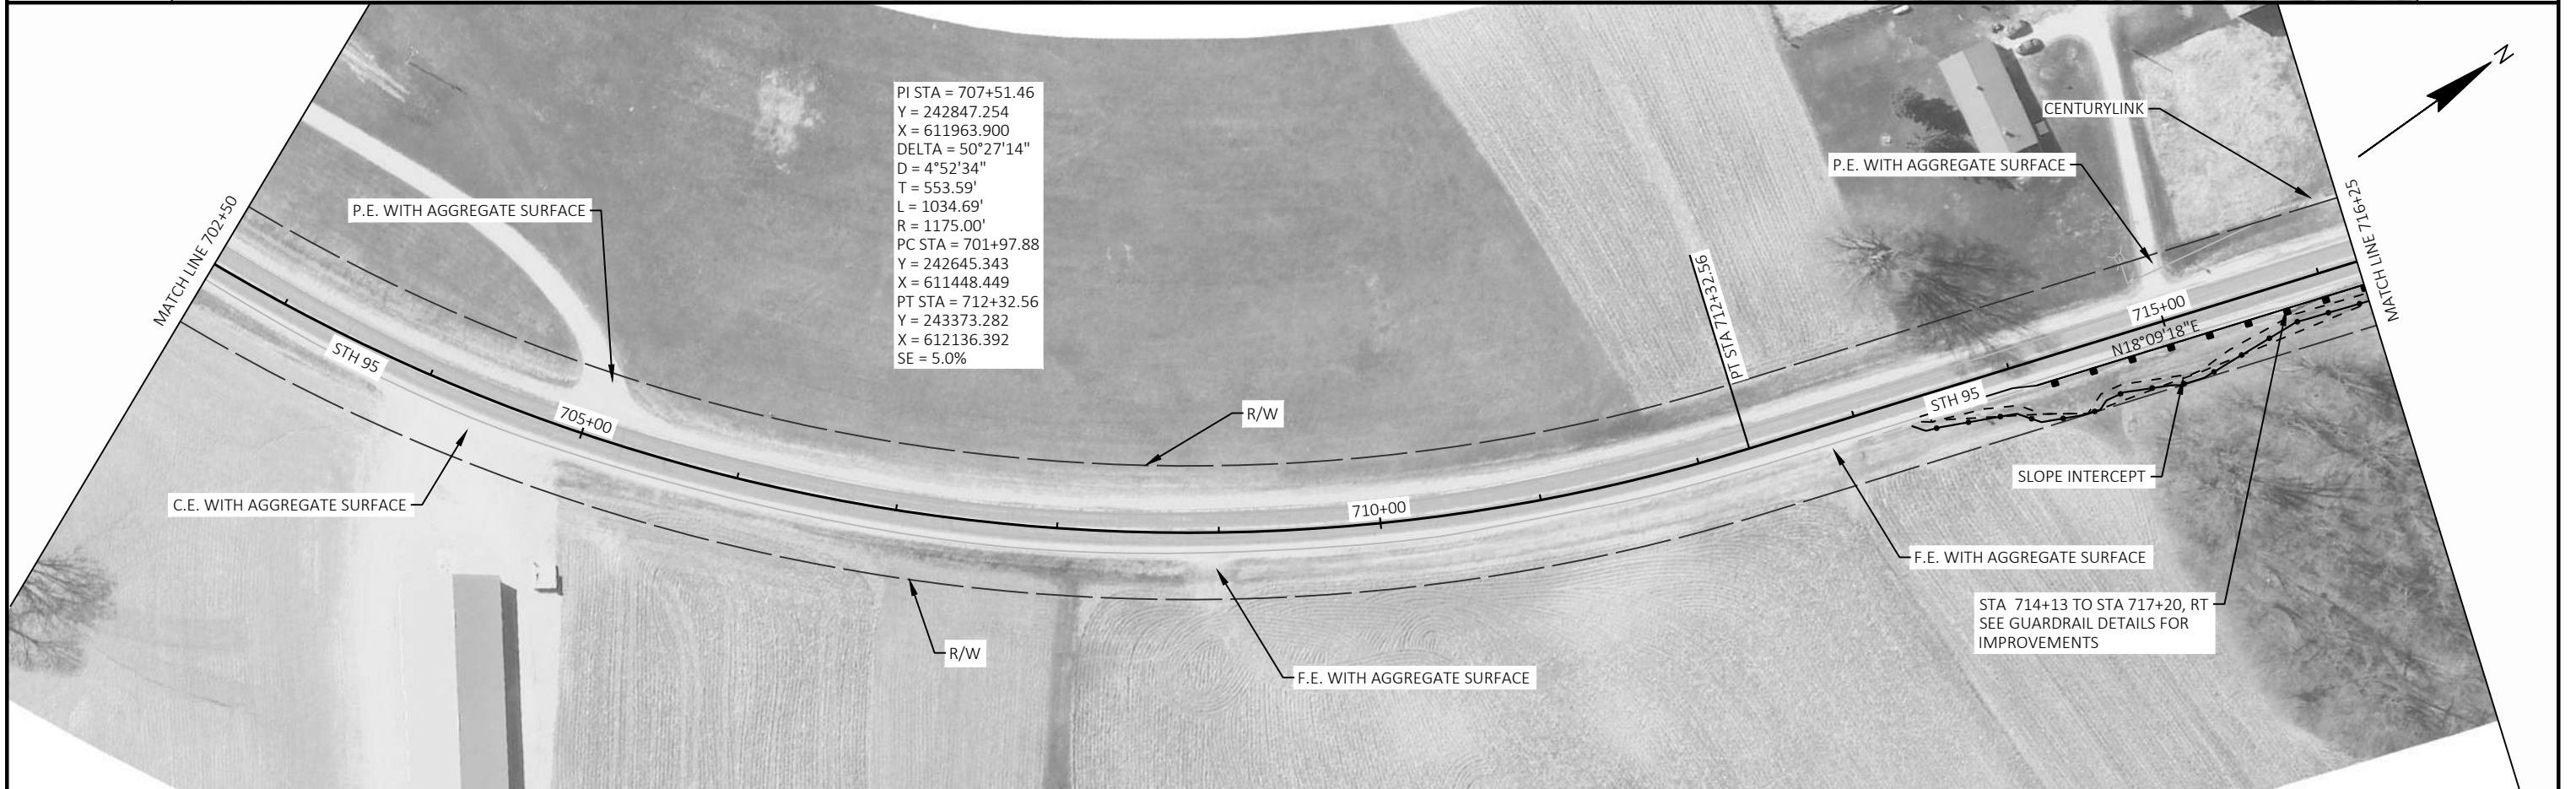 PI STA = 707+51.46
Y = 242847.254
X = 611963.900
DELTA = 50°27'14"
D = 4°52'34"
T = 553.59'
L = 1034.69'
R = 1175.00'
PC STA = 701+97.88
Y = 242645.343
X = 611448.449
PT STA = 712+32.56
Y = 243373.282
X = 612136.392
SE = 5.0%
N
CENTURYLINK
P.E. WITH AGGREGATE SURFACE
P.E. WITH AGGREGATE SURFACE
MATCH LINE 702+50
MATCH LINE 716+25
PT STA 712+32.56
715+00
N18°09'18"E
STH 95
STH 95
705+00
R/W
710+00
SLOPE INTERCEPT
C.E. WITH AGGREGATE SURFACE
F.E. WITH AGGREGATE SURFACE
STA 714+13 TO STA 717+20, RT
SEE GUARDRAIL DETAILS FOR
IMPROVEMENTS
R/W
F.E. WITH AGGREGATE SURFACE